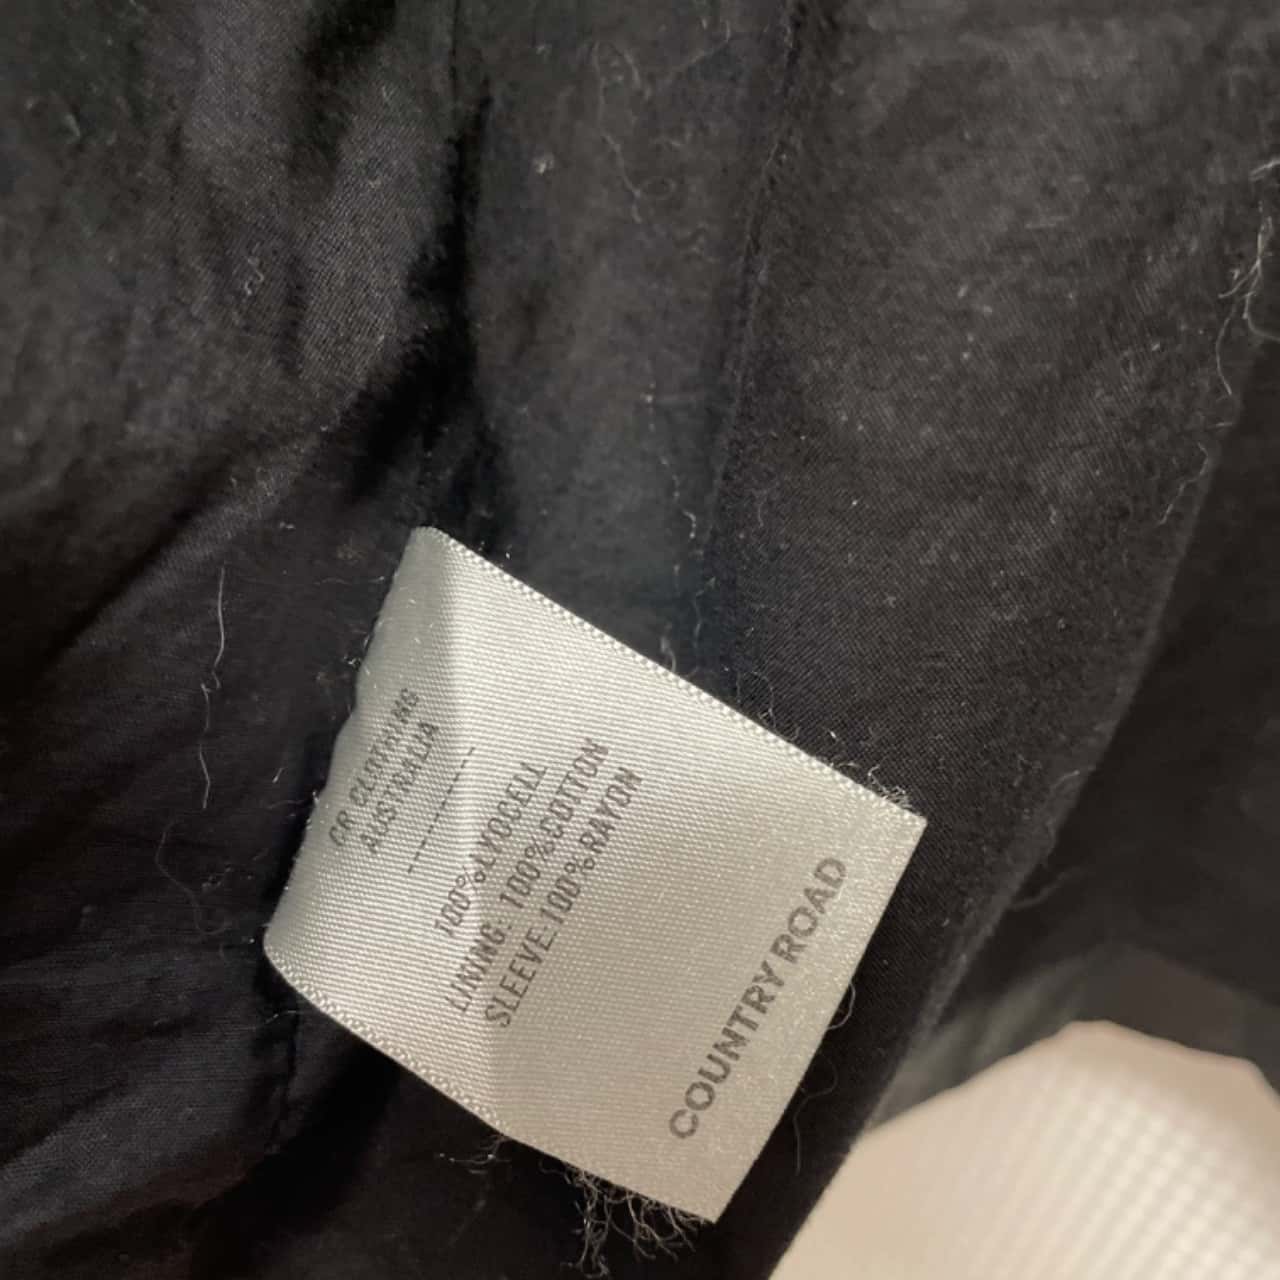 CR CLOTHING
AUSTRALIA
100% LYOCELL
LINING: 100% COTTON
SLEEVE: 100% RAYON
COUNTRY ROAD